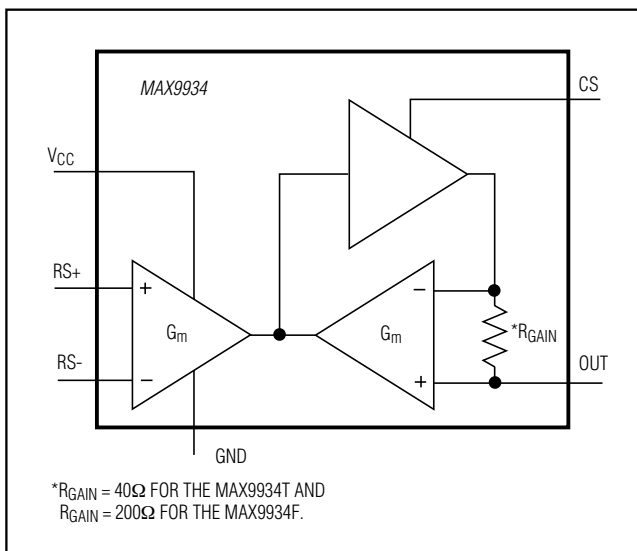 MAX9934
CS
VCC
RS+
+
Gm
RS-
−
−
Gm
+
*RGAIN
OUT
GND
*RGAIN = 40Ω FOR THE MAX9934T AND
RGAIN = 200Ω FOR THE MAX9934F.